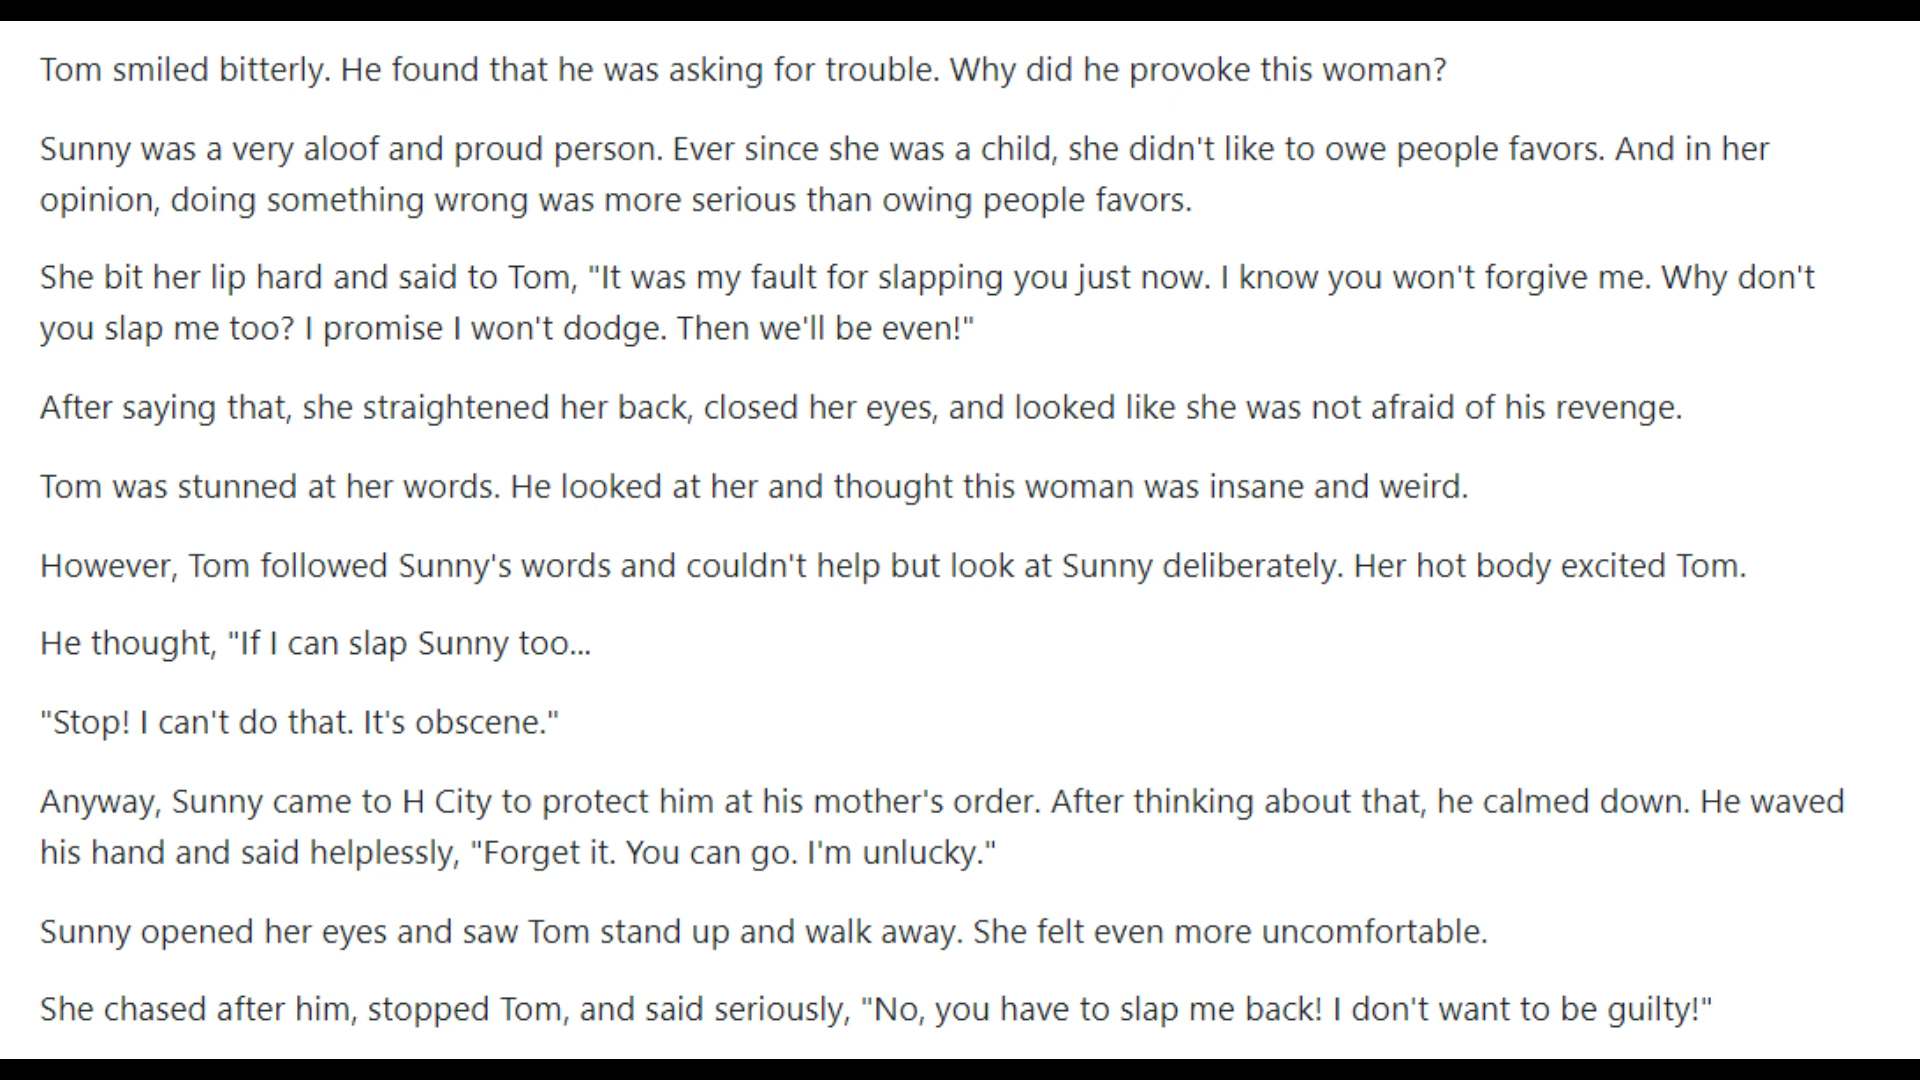 Tom smiled bitterly. He found that he was asking for trouble. Why did he provoke this woman?
Sunny was a very aloof and proud person. Ever since she was a child, she didn't like to owe people favors. And in her
opinion, doing something wrong was more serious than owing people favors.
She bit her lip hard and said to Tom, "It was my fault for slapping you just now. I know you won't forgive me. Why don't
you slap me too? I promise I won't dodge. Then we'll be even!"
After saying that, she straightened her back, closed her eyes, and looked like she was not afraid of his revenge.
Tom was stunned at her words. He looked at her and thought this woman was insane and weird.
However, Tom followed Sunny's words and couldn't help but look at Sunny deliberately. Her hot body excited Tom.
He thought, "If I can slap Sunny too...
"Stop! I can't do that. It's obscene."
Anyway, Sunny came to H City to protect him at his mother's order. After thinking about that, he calmed down. He waved
his hand and said helplessly, "Forget it. You can go. I'm unlucky."
Sunny opened her eyes and saw Tom stand up and walk away. She felt even more uncomfortable.
She chased after him, stopped Tom, and said seriously, "No, you have to slap me back! I don't want to be guilty!"